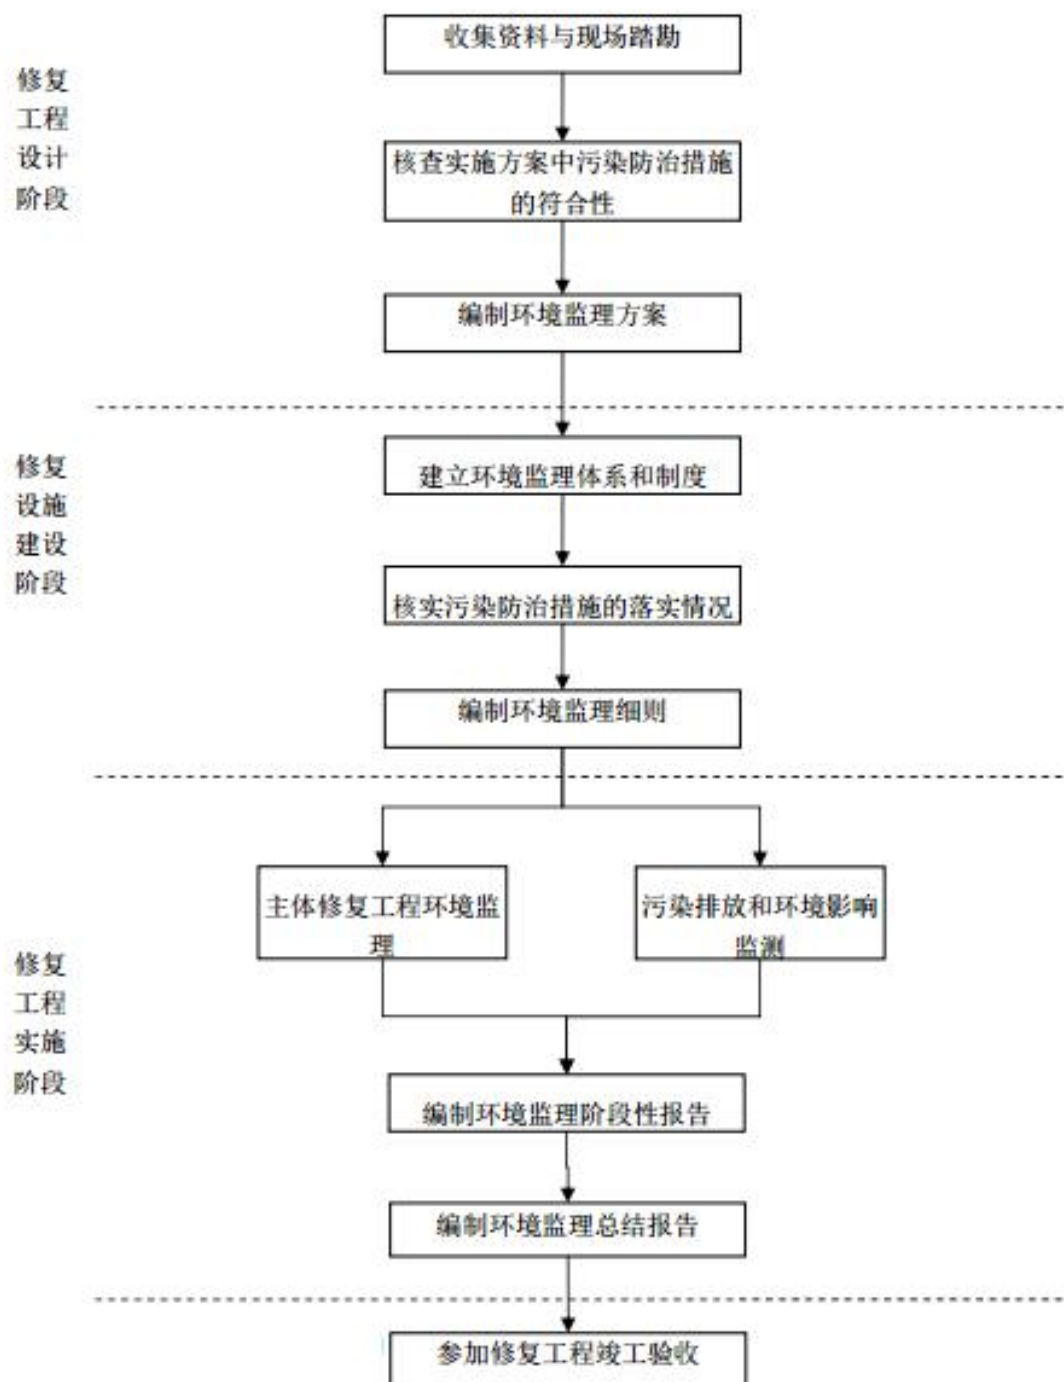 收集资料与现场踏勘
修复
工程
设计
阶段
核查实施方案中污染防治措施
的符合性
编制环境监理方案
修复
设施
建设
阶段
建立环境监理体系和制度
核实污染防治措施的落实情况
编制环境监理细则
主体修复工程环境监
理
污染排放和环境影响
监测
修复
工程
实施
阶段
编制环境监理阶段性报告
编制环境监理总结报告
参加修复工程竣工验收